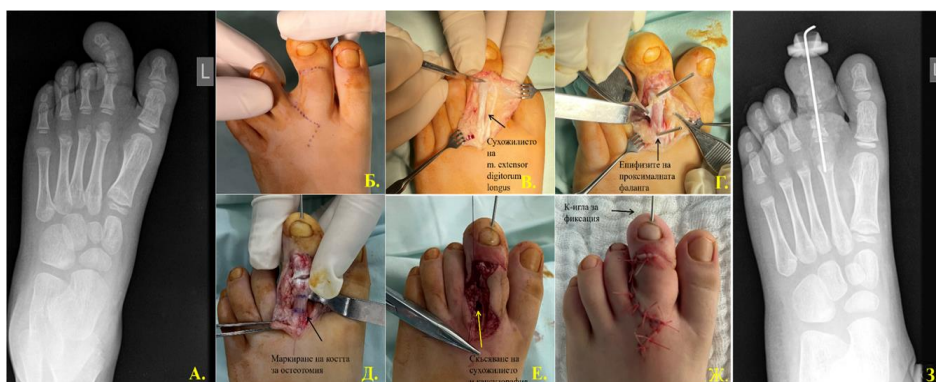 L
А.
Б.
Сухожилието
на
m. extensor
digitorum
longus
В.
Епифизите на
проксималната
фаланга
Г.
Маркиране на костта
за остеотомия
Д.
Скъсяване на
сухожилието
Е.
К-игла за
фиксация
Ж.
L
З.